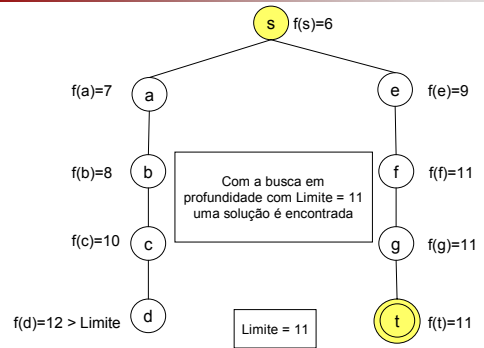 s f(s)=6
f(a)=7 a e f(e)=9
f(b)=8 b f f(f)=11
Com a busca em
profundidade com Limite = 11
uma solução é encontrada
f(c)=10 c g f(g)=11
f(d)=12 > Limite d t f(t)=11
Limite = 11